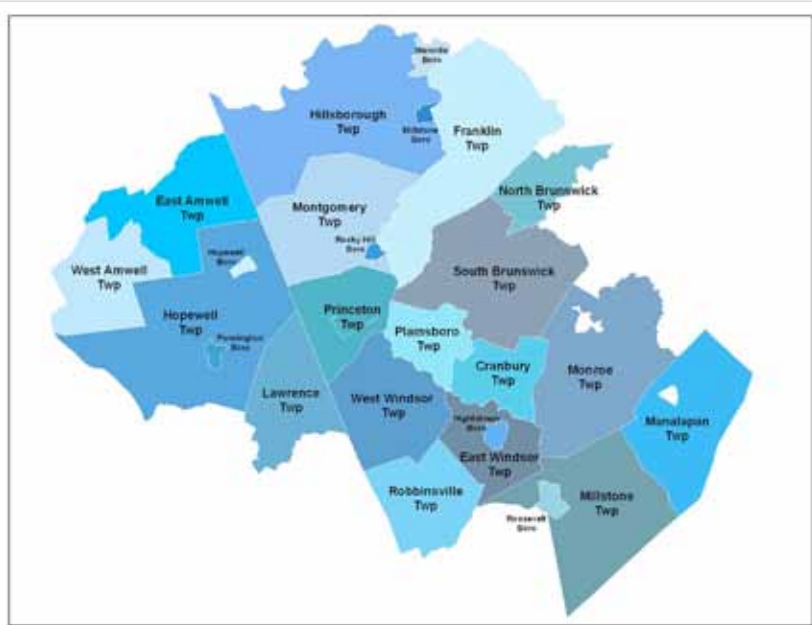 Manville
Boro
Hillsborough
Twp
Millstone
Boro
Franklin
Twp
East Amwell
Twp
North Brunswick
Twp
Montgomery
Twp
Rocky Hill
Boro
Hopewell
Boro
West Amwell
Twp
South Brunswick
Twp
Hopewell
Twp
Pennington
Boro
Princeton
Twp
Plainsboro
Twp
Cranbury
Twp
Monroe
Twp
Lawrence
Twp
West Windsor
Twp
Hightstown
Boro
Manalapan
Twp
East Windsor
Twp
Robbinsville
Twp
Millstone
Twp
Roosevelt
Boro